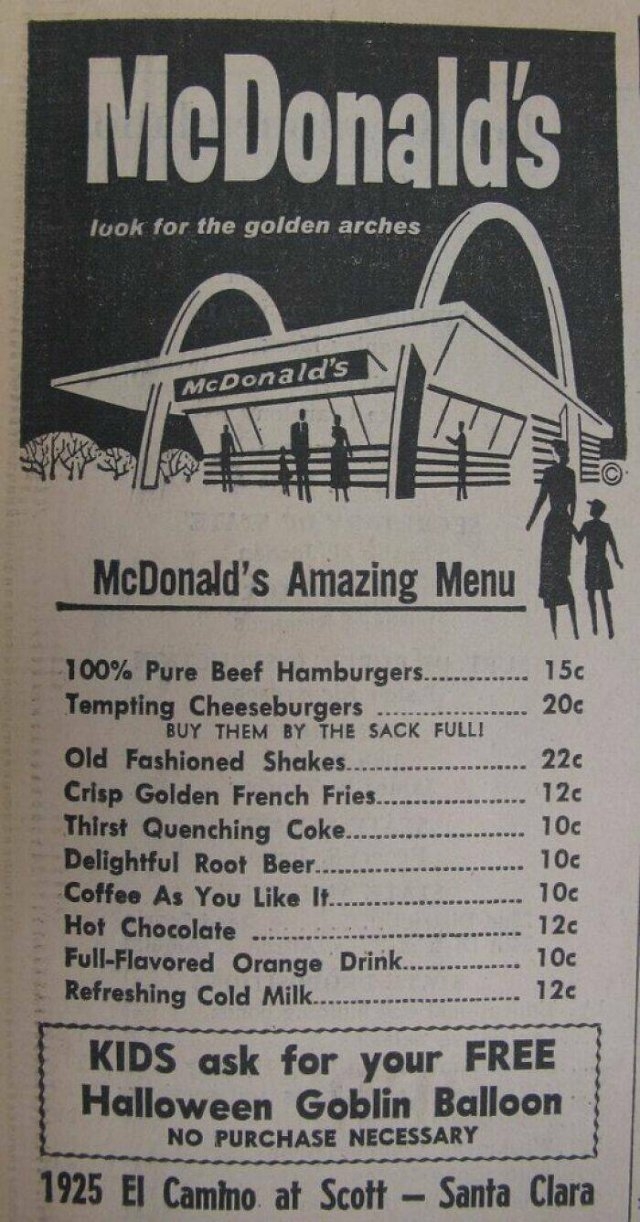 McDonald's
look for the golden arches
McDonald's
©
McDonald's Amazing Menu
100% Pure Beef Hamburgers.............. 15c
Tempting Cheeseburgers .................... 20c
BUY THEM BY THE SACK FULL!
Old Fashioned Shakes........................ 22c
Crisp Golden French Fries.................... 12c
Thirst Quenching Coke........................ 10c
Delightful Root Beer............................ 10c
Coffee As You Like It.......................... 10c
Hot Chocolate .................................... 12c
Full-Flavored Orange Drink................ 10c
Refreshing Cold Milk............................ 12c
KIDS ask for your FREE
Halloween Goblin Balloon
NO PURCHASE NECESSARY
1925 El Camino at Scott — Santa Clara